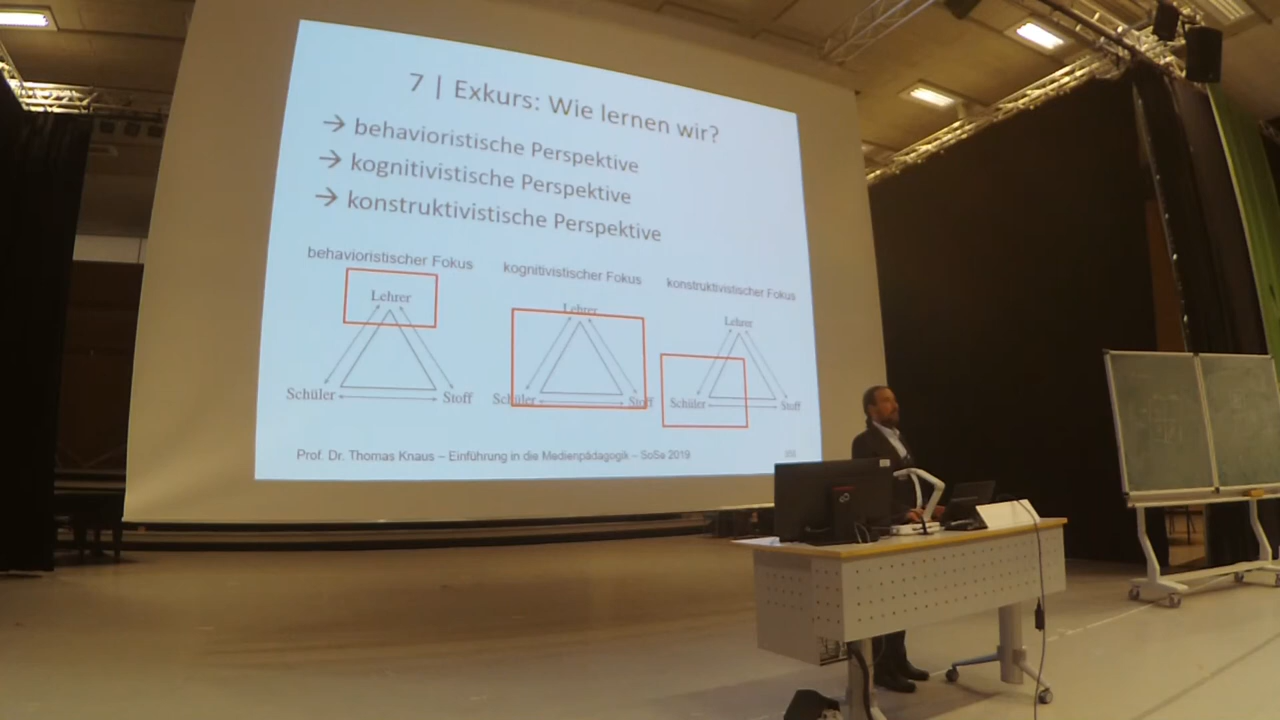 7 | Exkurs: Wie lernen wir?
→ behavioristische Perspektive
→ kognitivistische Perspektive
→ konstruktivistische Perspektive
behavioristischer Fokus
Lehrer
Schüler
Stoff
kognitivistischer Fokus
Lehrer
Schüler
Stoff
konstruktivistischer Fokus
Lehrer
Schüler
Stoff
Prof. Dr. Thomas Knaus – Einführung in die Medienpädagogik – SoSe 2019